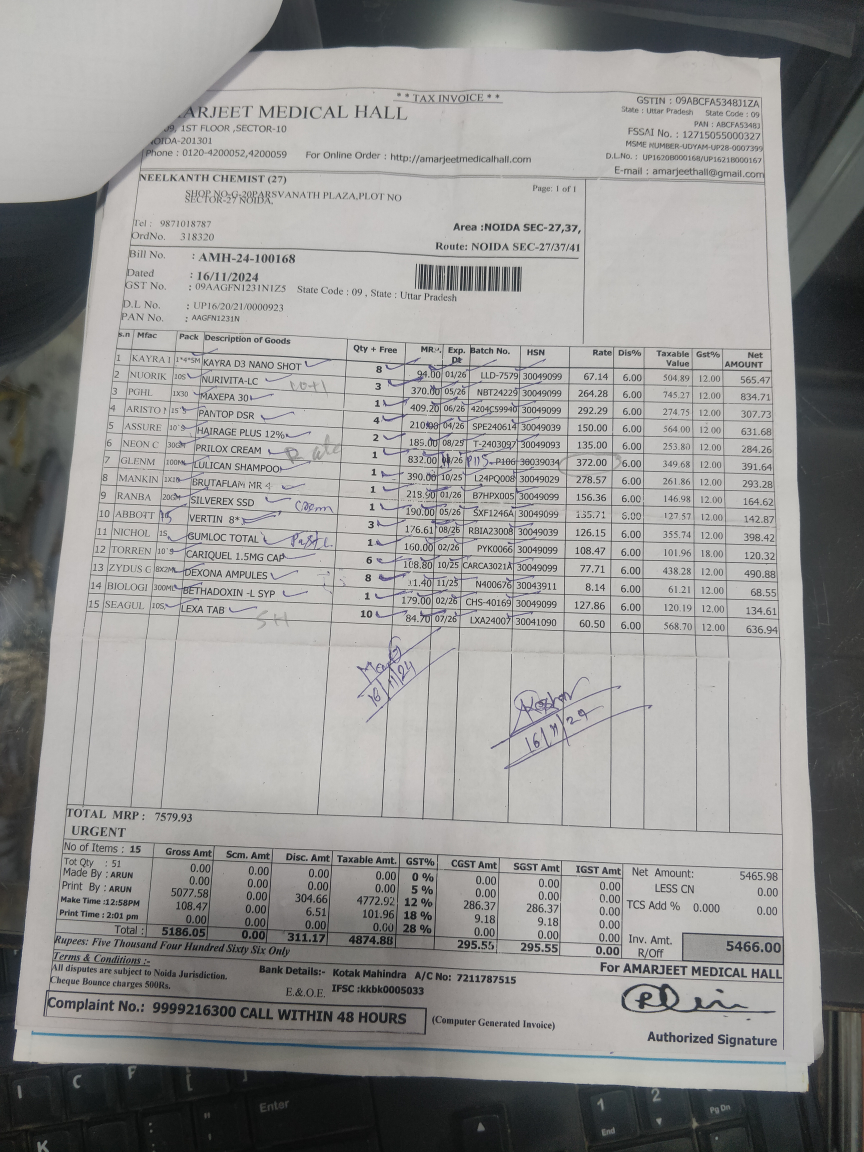 ** TAX INVOICE **
ARJEET MEDICAL HALL
09, 1ST FLOOR ,SECTOR-10
OIDA-201301
Phone : 0120-4200052,4200059 For Online Order : http://amarjeetmedicalhall.com
GSTIN : 09ABCFA5348J1ZA
State : Uttar Pradesh State Code : 09
PAN : ABCFA5348J
FSSAI No. : 12715055000327
MSME NUMBER-UDYAM-UP28-0007399
D.L.No. : UP1620B000168/UP1621B000167
E-mail : amarjeethall@gmail.com
NEELKANTH CHEMIST (27) Page: 1 of 1
SHOP NO-G-20PARSVANATH PLAZA,PLOT NO
SECTOR-27 NOIDA,
Tel : 9871018787 Area :NOIDA SEC-27,37,
OrdNo. 318320 Route: NOIDA SEC-27/37/41
Bill No. : AMH-24-100168
Dated : 16/11/2024
GST No. : 09AAGFN1231N1Z5 State Code : 09 , State : Uttar Pradesh
D.L No. : UP16/20/21/0000923
PAN No. : AAGFN1231N
s.n Mfac Pack Description of Goods Qty + Free MRP. Exp. Dt Batch No. HSN Rate Dis% Taxable Value Gst% Net AMOUNT
1 KAYRA I 1*4*5M KAYRA D3 NANO SHOT 8 94.00 01/26 LLD-7579 30049099 67.14 6.00 504.89 12.00 565.47
2 NUORIK 10S NURIVITA-LC 10+1 3 370.00 05/26 NBT24229 30049099 264.28 6.00 745.27 12.00 834.71
3 PGHL 1X30 MAXEPA 30 1 409.20 06/26 4204C59940 30049099 292.29 6.00 274.75 12.00 307.73
4 ARISTO 15`S PANTOP DSR 4 210.00 04/26 SPE240614 30049039 150.00 6.00 564.00 12.00 631.68
5 ASSURE 10`S HAIRAGE PLUS 12% 2 189.00 08/25 T-2403097 30049093 135.00 6.00 253.80 12.00 284.26
6 NEON C 30GM PRILOX CREAM Rate 1 832.00 P115 P106 38039034 372.00 6.00 349.68 12.00 391.64
7 GLENM 100ML LULICAN SHAMPOO 1 390.00 10/25 L24PQ008 30049029 278.57 6.00 261.86 12.00 293.28
8 MANKIN 1X10 BRUTAFLAM MR 4 1 218.90 01/26 B7HPX005 30049099 156.36 6.00 146.98 12.00 164.62
9 RANBA 20GM SILVEREX SSD Cream 1 190.00 05/26 SXF1246A 30049099 135.71 6.00 127.57 12.00 142.87
10 ABBOTT 15 VERTIN 8* 3 176.61 08/26 RBIA23008 30049039 126.15 6.00 355.74 12.00 398.42
11 NICHOL 1S GUMLOC TOTAL 1 160.00 02/26 PYK0066 30049099 108.47 6.00 101.96 18.00 120.32
12 TORREN 10`S CARIQUEL 1.5MG CAP 6 108.80 10/25 CARCA3021A 30049099 77.71 6.00 438.28 12.00 490.88
13 ZYDUS C 8X2ML DEXONA AMPULES 8 11.40 11/25 N400676 30043911 8.14 6.00 61.21 12.00 68.55
14 BIOLOGI 300ML BETHADOXIN -L SYP 1 179.00 02/26 CHS-40169 30049099 127.86 6.00 120.19 12.00 134.61
15 SEAGUL 10S LEXA TAB SH 10 84.70 07/26 LXA24007 30041090 60.50 6.00 568.70 12.00 636.94
16/11/24
16/11/24
TOTAL MRP : 7579.93
URGENT
No of Items : 15 Gross Amt Scm. Amt Disc. Amt Taxable Amt. GST% CGST Amt SGST Amt IGST Amt
Tot Qty : 51 0.00 0.00 0.00 0.00 0 % 0.00 0.00 0.00
Made By : ARUN 0.00 0.00 0.00 0.00 5 % 0.00 0.00 0.00
Print By : ARUN 5077.58 0.00 304.66 4772.92 12 % 286.37 286.37 0.00
Make Time :12:58PM 108.47 0.00 6.51 101.96 18 % 9.18 9.18 0.00
Print Time : 2:01 pm 0.00 0.00 0.00 0.00 28 % 0.00 0.00 0.00
Total : 5186.05 0.00 311.17 4874.88 295.55 295.55 0.00
Net Amount: 5465.98
LESS CN 0.00
TCS Add % 0.000 0.00
Inv. Amt. 5466.00
R/Off
Rupees: Five Thousand Four Hundred Sixty Six Only
Terms & Conditions :-
All disputes are subject to Noida Jurisdiction.
Cheque Bounce charges 500Rs.
Bank Details:- Kotak Mahindra A/C No: 7211787515
E.& O.E IFSC :kkbk0005033
For AMARJEET MEDICAL HALL
Complaint No.: 9999216300 CALL WITHIN 48 HOURS
(Computer Generated Invoice)
Authorized Signature
I
C
F
Enter
1
End
2
Pg Dn
K